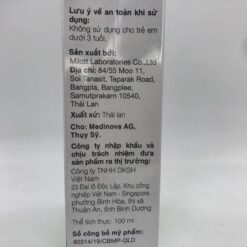 Lưu ý về an toàn khi sử
dụng:
Không sử dụng cho trẻ em
dưới 3 tuổi.
Sản xuất bởi:
Milott Laboratories Co.,Ltd
Địa chỉ: 84/55 Moo 11,
Soi Tanasit, Teparak Road,
Bangpla, Bangplee,
Samutprakarn 10540,
Thái Lan
Xuất xứ: Thái lan
Cho: Medinova AG,
Thụy Sỹ.
Công ty nhập khẩu và
chịu trách nhiệm đưa
sản phẩm ra thị trường:
Công ty TNHH DKSH
Việt Nam
23 Đại lộ Độc Lập, Khu công
nghiệp Việt Nam - Singapore,
phường Bình Hòa, thị xã
Thuận An, tỉnh Bình Dương
Thể tích thực: 100 ml
Số công bố mỹ phẩm:
90314/19/CBMP-QLD